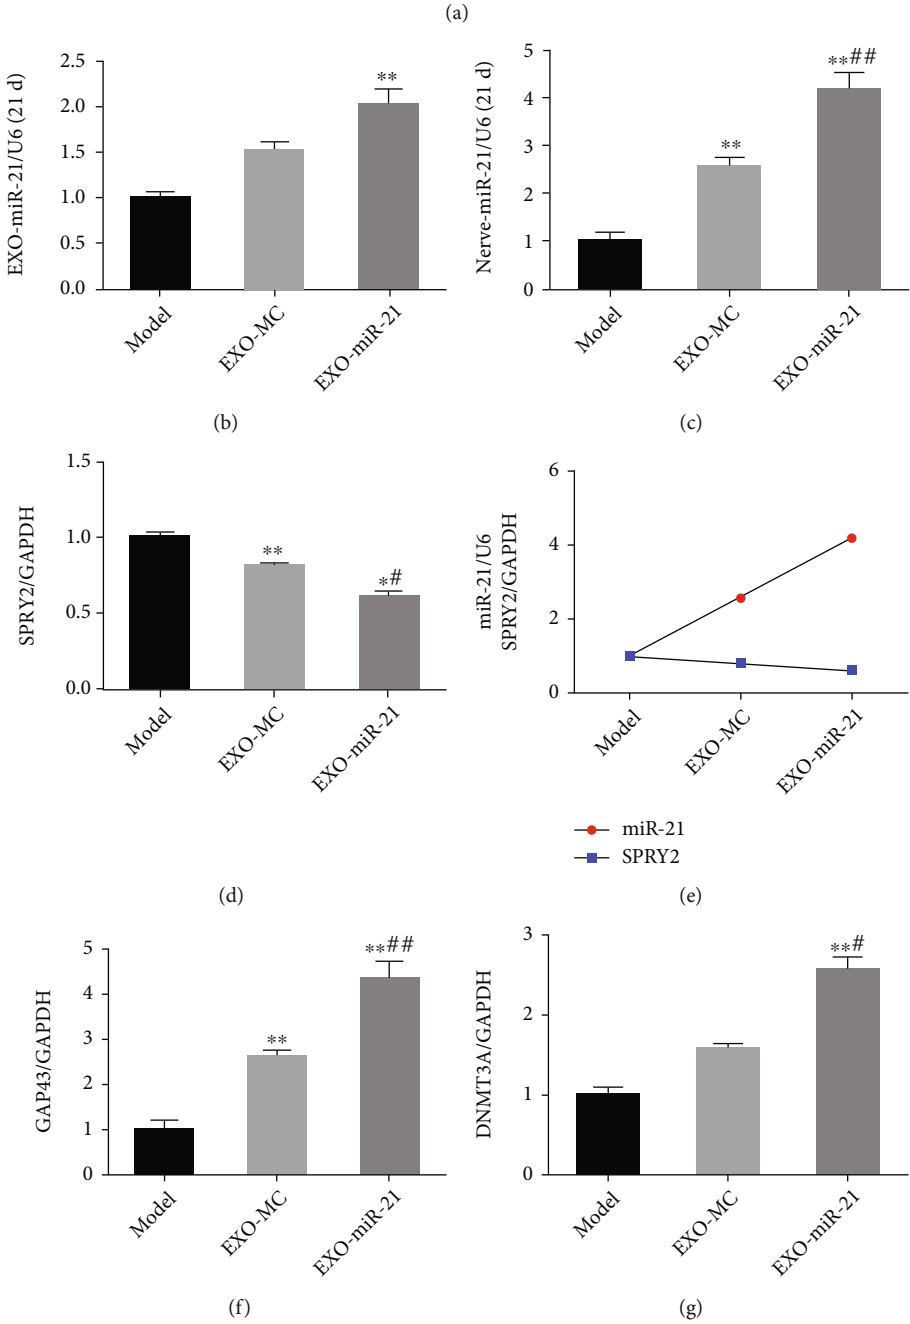 (a)
EXO-miR-21/U6 (21 d)
2.5
2.0
1.5
1.0
0.5
0.0
**
Model
EXO-MC
EXO-miR-21
(b)
Nerve-miR-21/U6 (21 d)
5
4
3
2
1
0
**
**##
Model
EXO-MC
EXO-miR-21
(c)
SPRY2/GAPDH
1.5
1.0
0.5
0.0
**
*#
Model
EXO-MC
EXO-miR-21
(d)
miR-21/U6
SPRY2/GAPDH
6
4
2
0
Model
EXO-MC
EXO-miR-21
miR-21
SPRY2
(e)
GAP43/GAPDH
5
4
3
2
1
0
**
**##
Model
EXO-MC
EXO-miR-21
(f)
DNMT3A/GAPDH
3
2
1
0
**#
Model
EXO-MC
EXO-miR-21
(g)